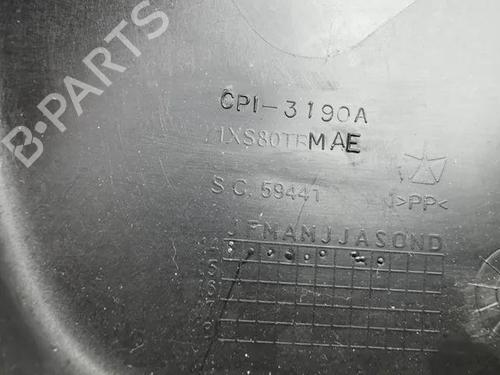 B-PARTS
CPI-3190A
1XS80TRMAE
S.C. 59441
>PP<
JFMAMJJASOND